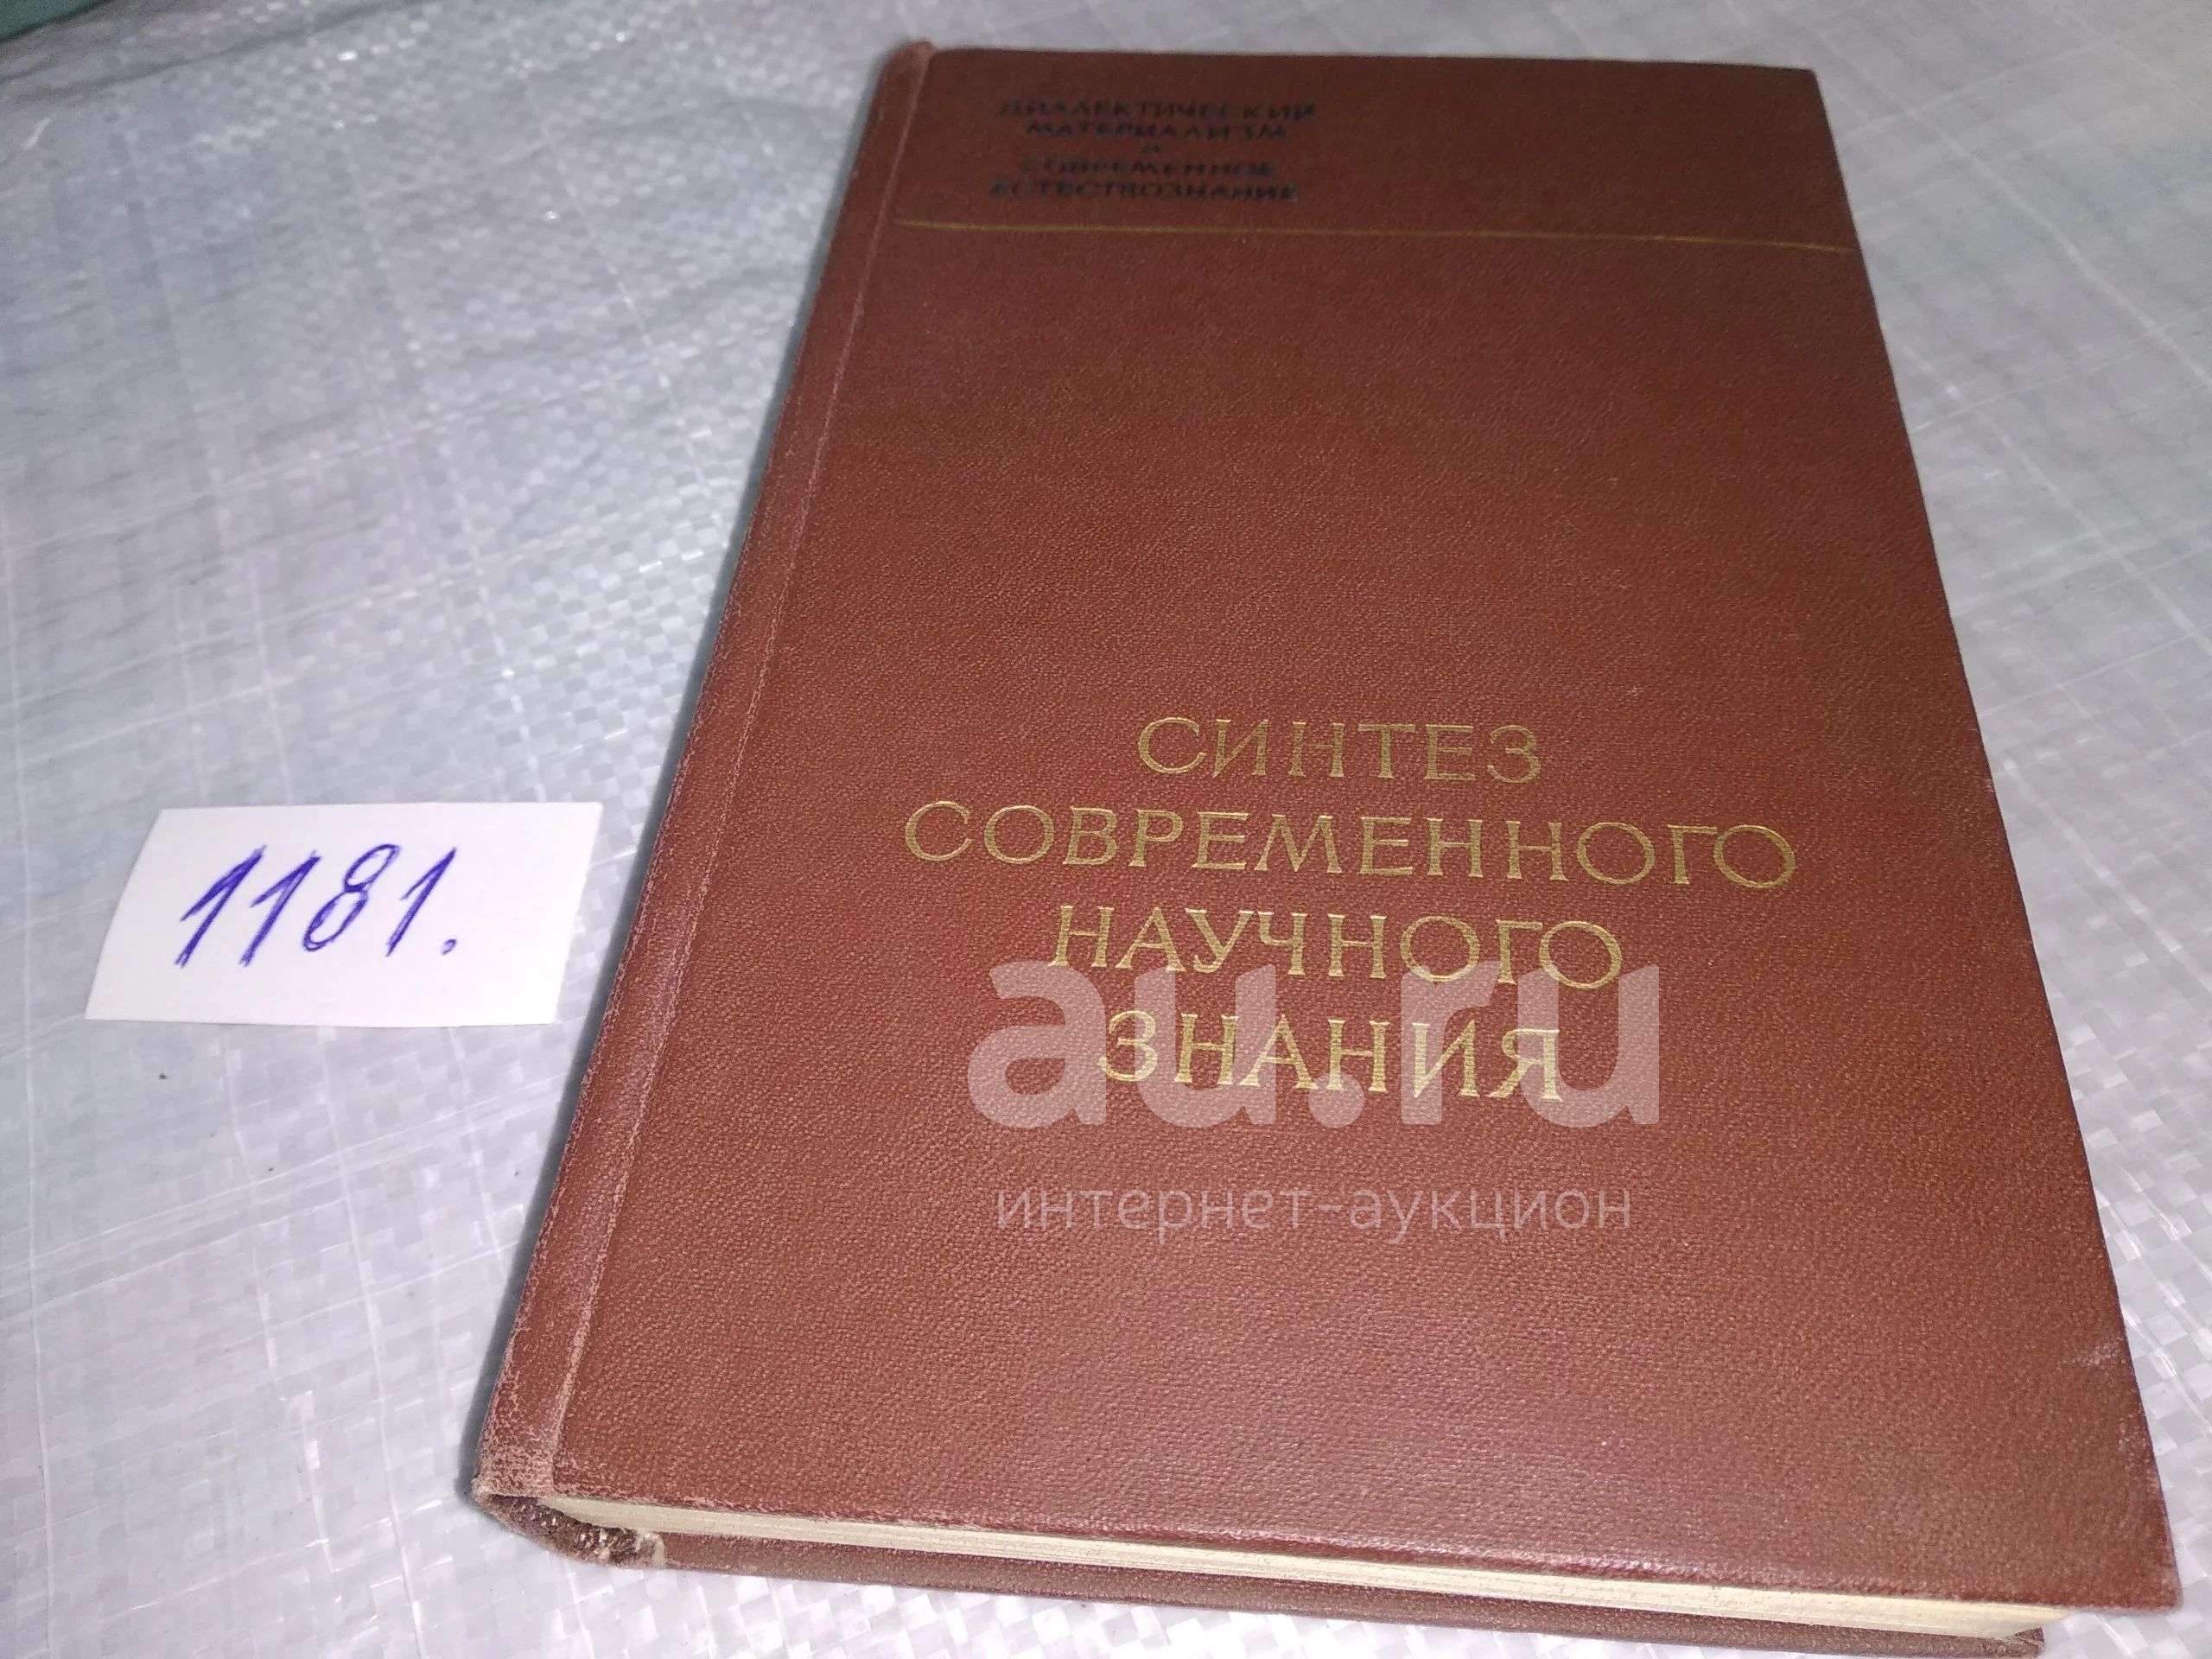 ДИАЛЕКТИЧЕСКИЙ
МАТЕРИАЛИЗМ
И
СОВРЕМЕННОЕ
ЕСТЕСТВОЗНАНИЕ
СИНТЕЗ
СОВРЕМЕННОГО
НАУЧНОГО
ЗНАНИЯ
1181.
au.ru
интернет-аукцион